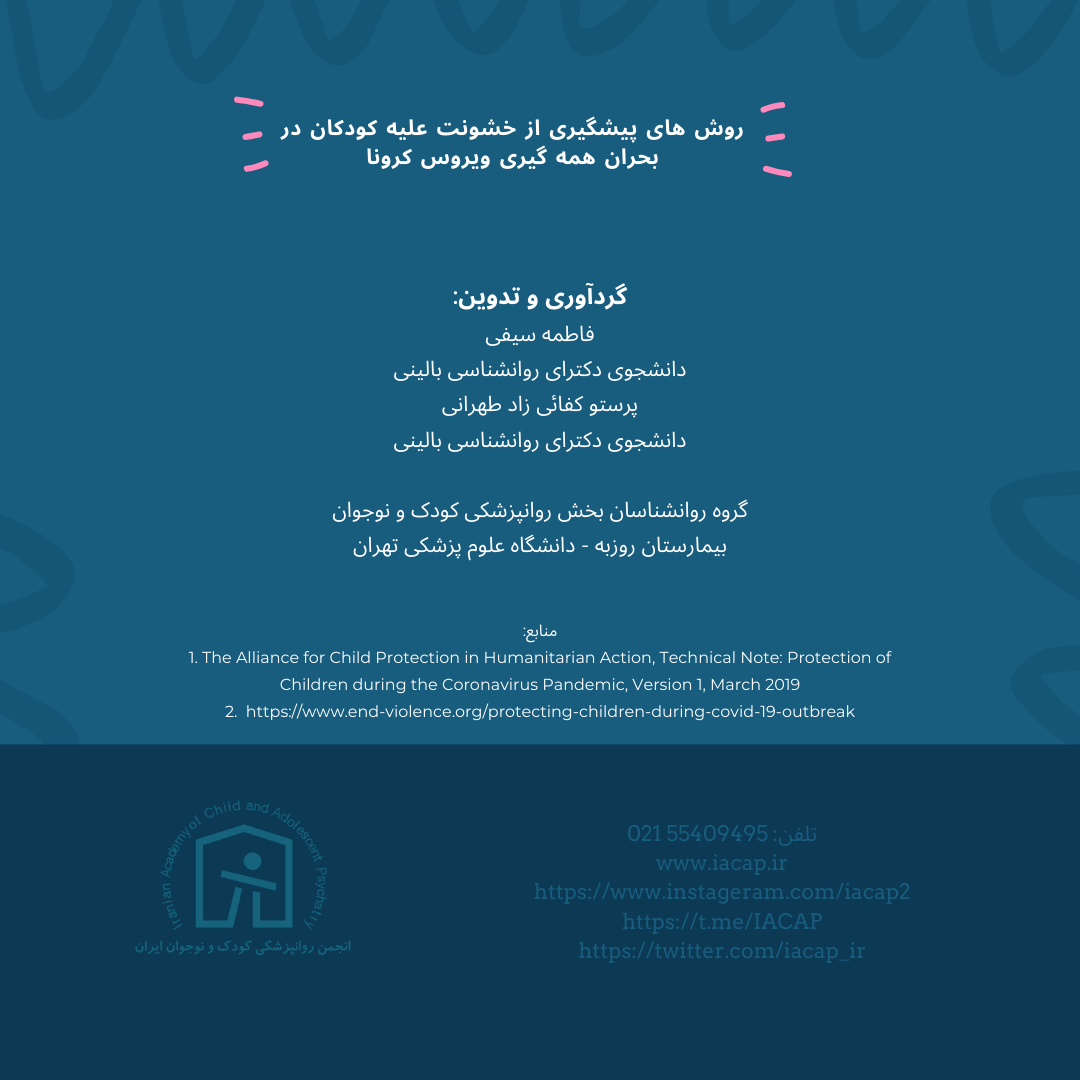 روش های پیشگیری از خشونت علیه کودکان در
بحران همه گیری ویروس کرونا
گردآوری و تدوین:
فاطمه سیفی
دانشجوی دکترای روانشناسی بالینی
پرستو کفائی زاد طهرانی
دانشجوی دکترای روانشناسی بالینی
گروه روانشناسان بخش روانپزشکی کودک و نوجوان
بیمارستان روزبه - دانشگاه علوم پزشکی تهران
منابع:
1. The Alliance for Child Protection in Humanitarian Action, Technical Note: Protection of
Children during the Coronavirus Pandemic, Version 1, March 2019
2. https://www.end-violence.org/protecting-children-during-covid-19-outbreak
Iranian Academy of Child and Adolescent Psychatry
انجمن روانپزشکی کودک و نوجوان ایران
تلفن: 55409495 021
www.iacap.ir
https://www.instageram.com/iacap2
https://t.me/IACAP
https://twitter.com/iacap_ir